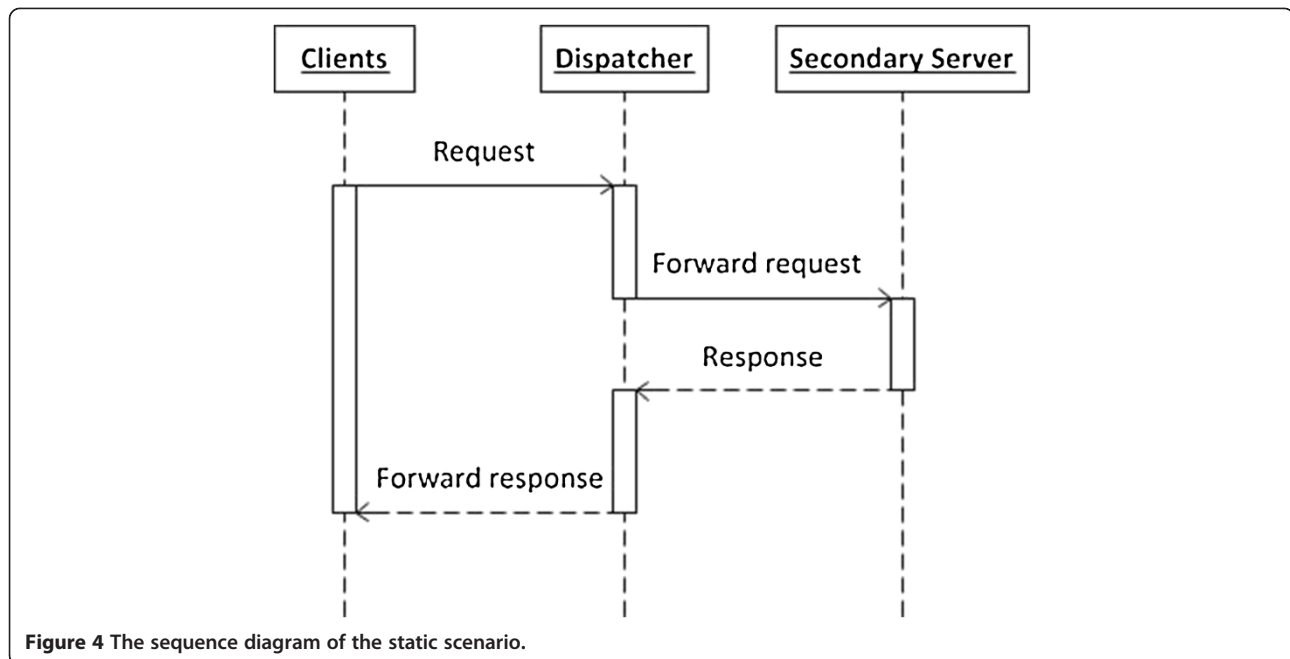 Clients
Dispatcher
Secondary Server
Request
Forward request
Response
Forward response
Figure 4 The sequence diagram of the static scenario.